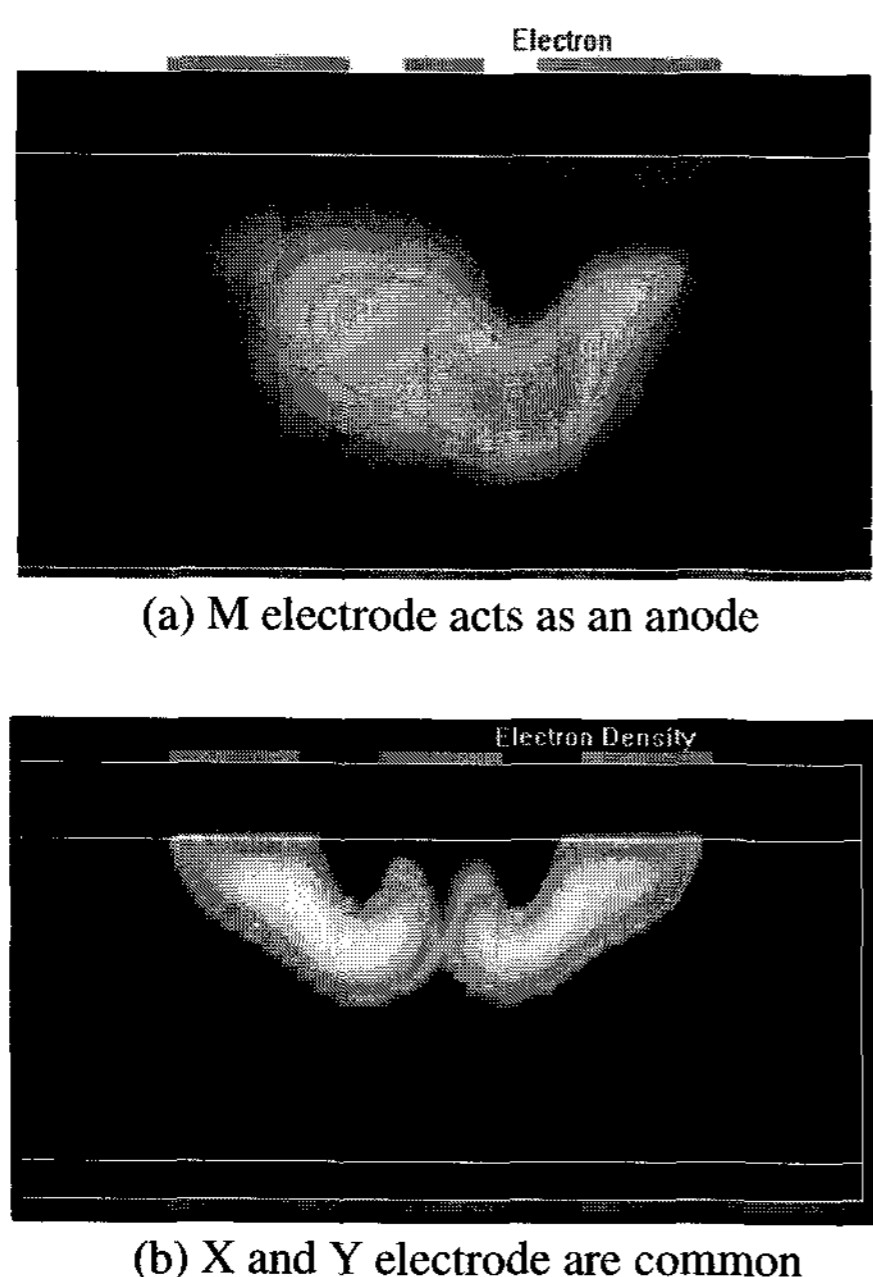 Electron
(a) M electrode acts as an anode
Electron Density
(b) X and Y electrode are common